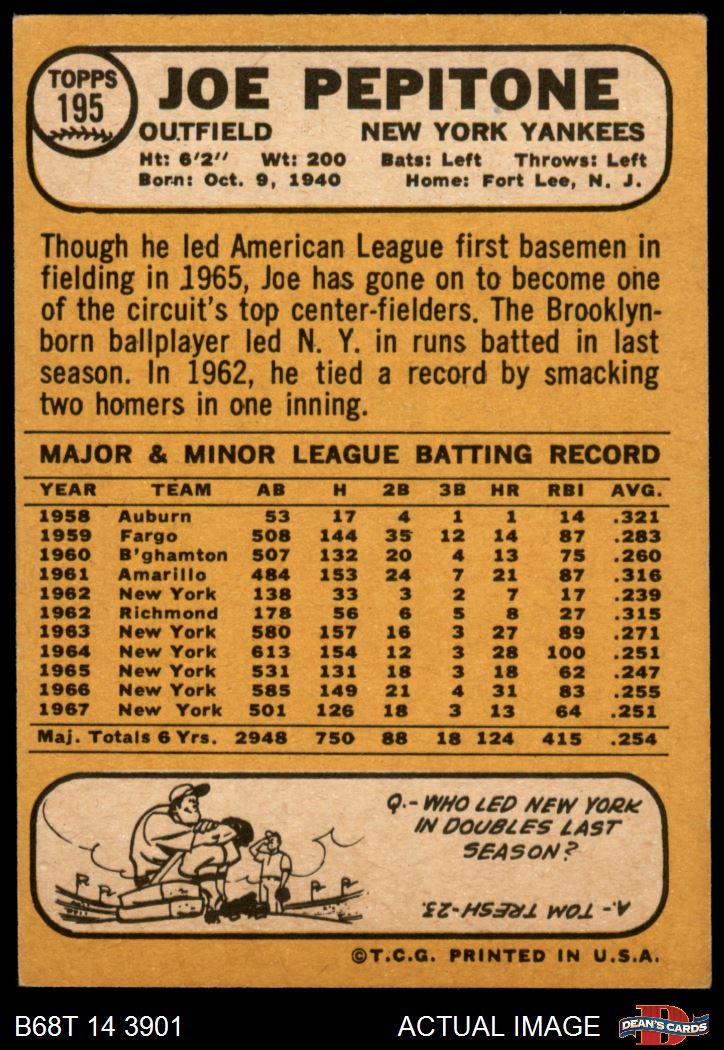 TOPPS
195
JOE PEPITONE
OUTFIELD NEW YORK YANKEES
Ht: 6'2" Wt: 200 Bats: Left Throws: Left
Born: Oct. 9, 1940 Home: Fort Lee, N. J.
Though he led American League first basemen in
fielding in 1965, Joe has gone on to become one
of the circuit's top center-fielders. The Brooklyn-
born ballplayer led N. Y. in runs batted in last
season. In 1962, he tied a record by smacking
two homers in one inning.
MAJOR & MINOR LEAGUE BATTING RECORD
YEAR TEAM AB H 2B 3B HR RBI AVG.
1958 Auburn 53 17 4 1 1 14 .321
1959 Fargo 508 144 35 12 14 87 .283
1960 B'ghamton 507 132 20 4 13 75 .260
1961 Amarillo 484 153 24 7 21 87 .316
1962 New York 138 33 3 2 7 17 .239
1962 Richmond 178 56 6 5 8 27 .315
1963 New York 580 157 16 3 27 89 .271
1964 New York 613 154 12 3 28 100 .251
1965 New York 531 131 18 3 18 62 .247
1966 New York 585 149 21 4 31 83 .255
1967 New York 501 126 18 3 13 64 .251
Maj. Totals 6 Yrs. 2948 750 88 18 124 415 .254
Q.- WHO LED NEW YORK
IN DOUBLES LAST
SEASON?
A.- TOM TRESH-23.
©T.C.G. PRINTED IN U.S.A.
B68T 14 3901 ACTUAL IMAGE DEAN'S CARDS